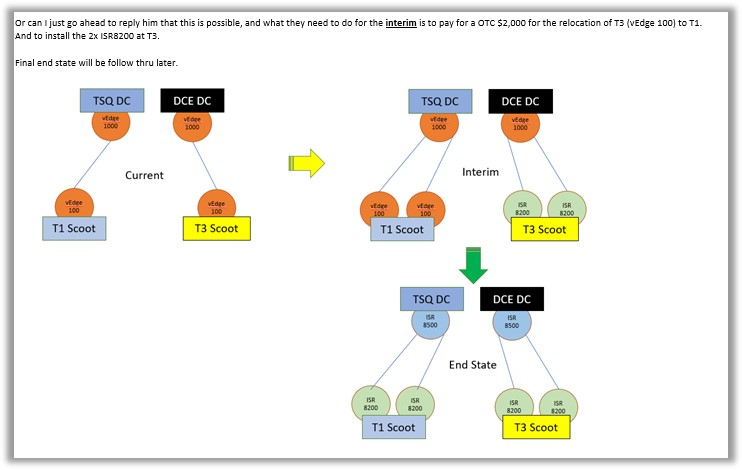 Or can I just go ahead to reply him that this is possible, and what they need to do for the interim is to pay for a OTC $2,000 for the relocation of T3 (vEdge 100) to T1.
And to install the 2x ISR8200 at T3.
Final end state will be follow thru later.
TSQ DC
DCE DC
vEdge
1000
vEdge
1000
Current
vEdge
100
vEdge
100
T1 Scoot
T3 Scoot
TSQ DC
DCE DC
vEdge
1000
vEdge
1000
Interim
vEdge
100
vEdge
100
ISR
8200
ISR
8200
T1 Scoot
T3 Scoot
TSQ DC
DCE DC
ISR
8500
ISR
8500
End State
ISR
8200
ISR
8200
ISR
8200
ISR
8200
T1 Scoot
T3 Scoot